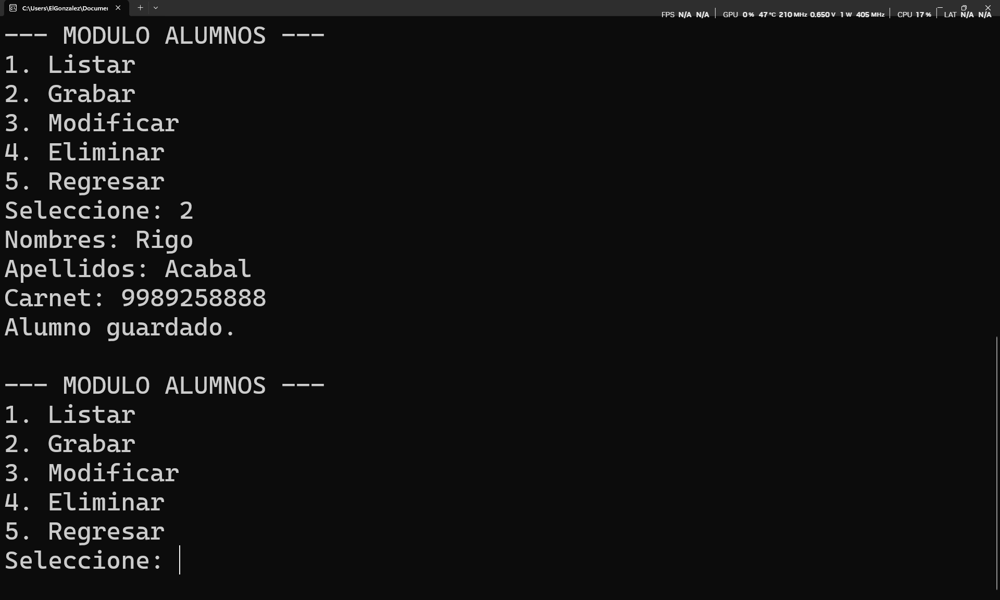 C:\Users\ElGonzalez\Documei
FPS N/A N/A | GPU 0% 47°C 210 MHz 0.650 V 1 W 405 MHz | CPU 17% | LAT N/A N/A
--- MODULO ALUMNOS ---
1. Listar
2. Grabar
3. Modificar
4. Eliminar
5. Regresar
Seleccione: 2
Nombres: Rigo
Apellidos: Acabal
Carnet: 9989258888
Alumno guardado.
--- MODULO ALUMNOS ---
1. Listar
2. Grabar
3. Modificar
4. Eliminar
5. Regresar
Seleccione: